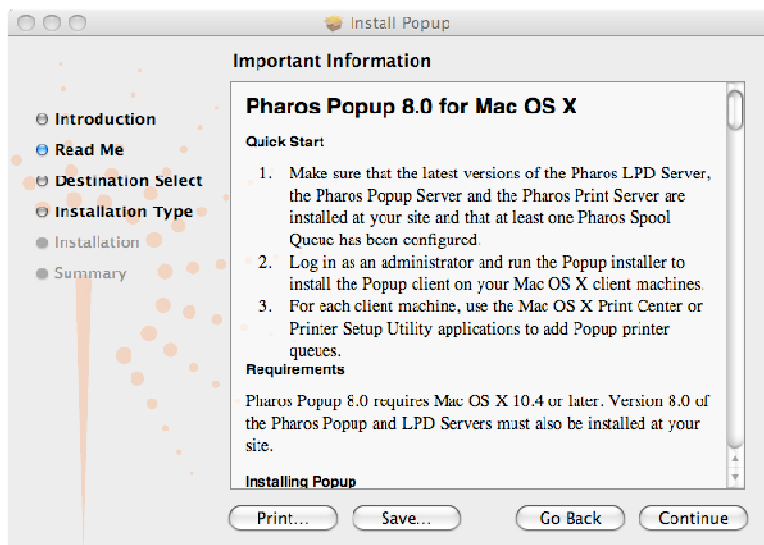 Install Popup
Important Information
Introduction
Read Me
Destination Select
Installation Type
Installation
Summary
Pharos Popup 8.0 for Mac OS X
Quick Start
1. Make sure that the latest versions of the Pharos LPD Server,
the Pharos Popup Server and the Pharos Print Server are
installed at your site and that at least one Pharos Spool
Queue has been configured.
2. Log in as an administrator and run the Popup installer to
install the Popup client on your Mac OS X client machines.
3. For each client machine, use the Mac OS X Print Center or
Printer Setup Utility applications to add Popup printer
queues.
Requirements
Pharos Popup 8.0 requires Mac OS X 10.4 or later. Version 8.0 of
the Pharos Popup and LPD Servers must also be installed at your
site.
Installing Popup
Print...
Save...
Go Back
Continue